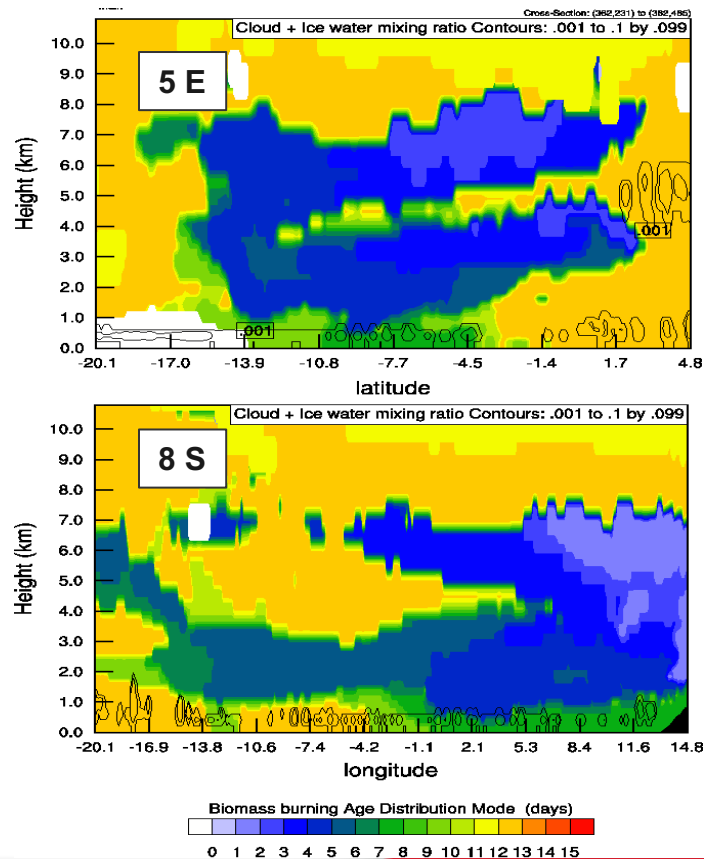 Cross-Section: (362,231) to (382,485)
Cloud + Ice water mixing ratio Contours: .001 to .1 by .099
5 E
10.0
9.0
8.0
7.0
6.0
5.0
4.0
3.0
2.0
1.0
0.0
Height (km)
.001
.001
-20.1 -17.0 -13.9 -10.8 -7.7 -4.5 -1.4 1.7 4.8
latitude
Cloud + Ice water mixing ratio Contours: .001 to .1 by .099
8 S
10.0
9.0
8.0
7.0
6.0
5.0
4.0
3.0
2.0
1.0
0.0
Height (km)
-20.1 -16.9 -13.8 -10.6 -7.4 -4.2 -1.1 2.1 5.3 8.4 11.6 14.8
longitude
Biomass burning Age Distribution Mode (days)
0 1 2 3 4 5 6 7 8 9 10 11 12 13 14 15